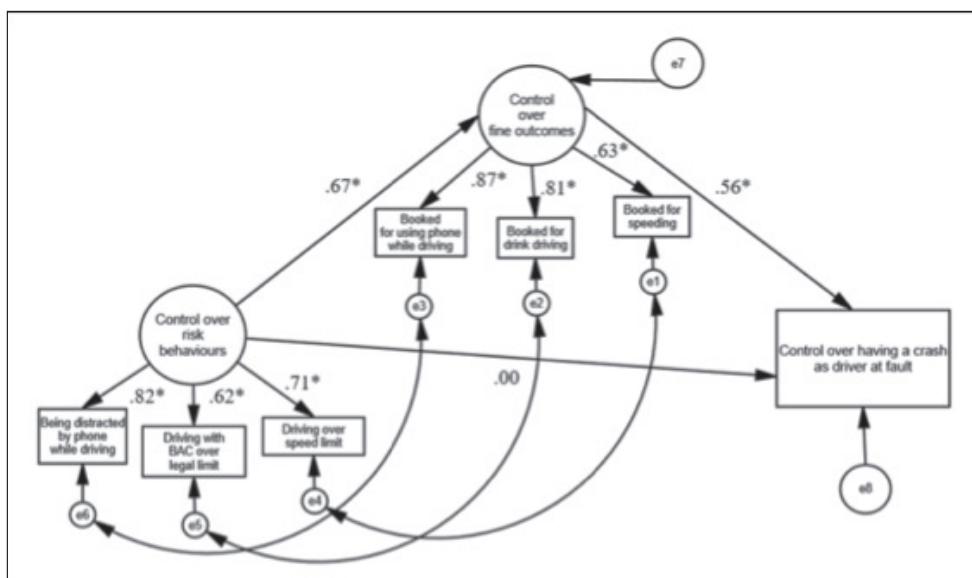 e7
Control
over
fine outcomes
.67*
.87*
.81*
.63*
.56*
Booked
for using phone
while driving
Booked for
drink driving
Booked for
speeding
e3
e2
e1
Control over
risk
behaviours
Control over having a crash
as driver at fault
.00
.82*
.62*
.71*
Being distracted
by phone
while driving
Driving with
BAC over
legal limit
Driving over
speed limit
e6
e5
e4
e8